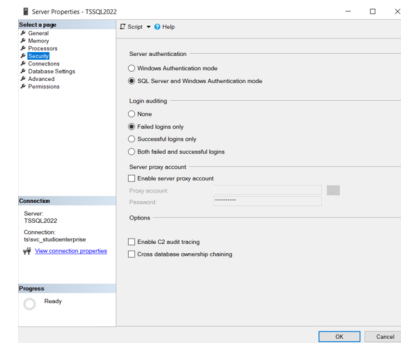 Server Properties - TSSQL2022
Select a page
General
Memory
Processors
Security
Connections
Database Settings
Advanced
Permissions
Script
Help
Server authentication
Windows Authentication mode
SQL Server and Windows Authentication mode
Login auditing
None
Failed logins only
Successful logins only
Both failed and successful logins
Server proxy account
Enable server proxy account
Proxy account:
Password:
Options
Enable C2 audit tracing
Cross database ownership chaining
Connection
Server:
TSSQL2022
Connection:
ts\svc_studioenterprise
View connection properties
Progress
Ready
OK
Cancel